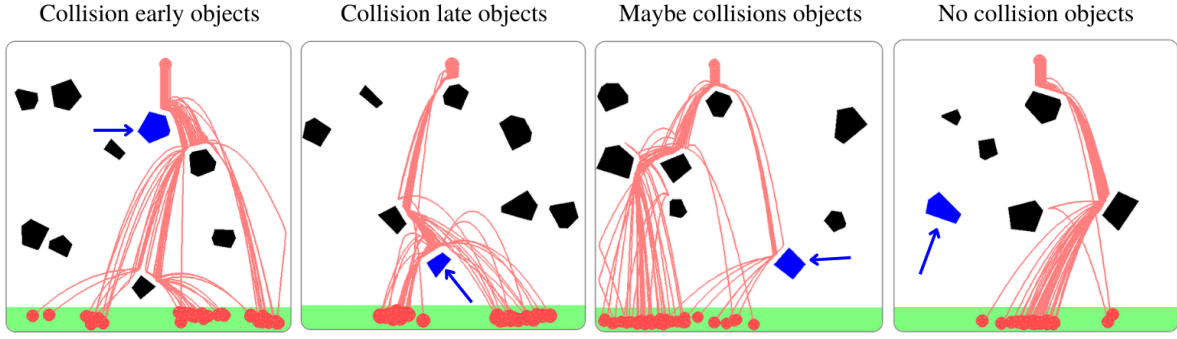 Collision early objects
Collision late objects
Maybe collisions objects
No collision objects